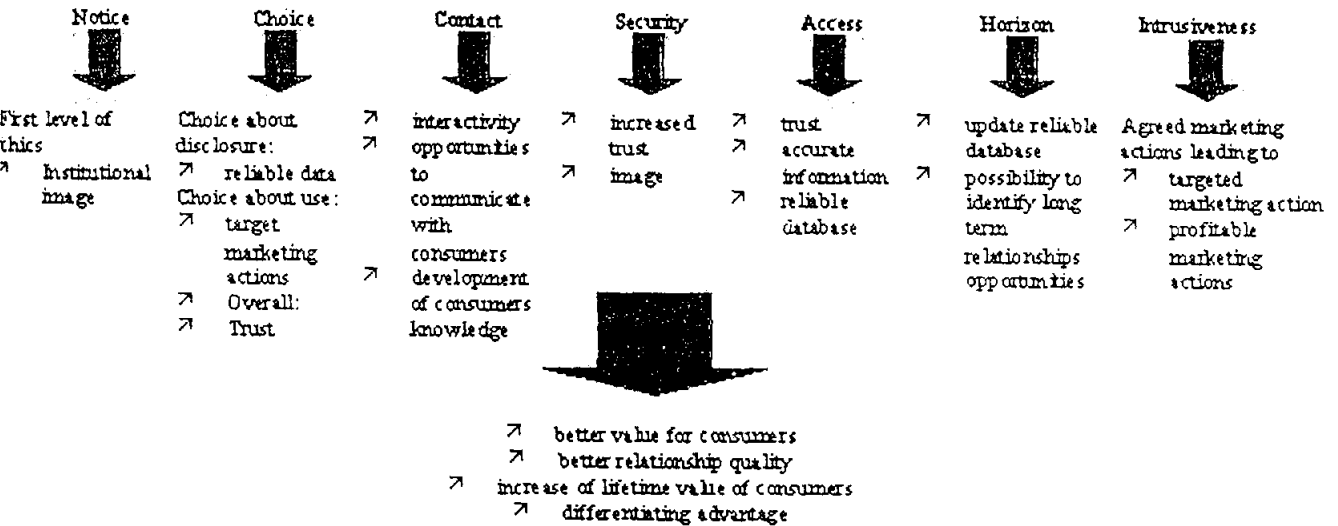 Notice Choice Contact Security Access Horizon Intrusiveness
First level of
thics
↗ Institutional
image
Choice about
disclosure:
↗ reliable data
Choice about use:
↗ target
marketing
actions
↗ Overall:
↗ Trust
↗ interactivity
↗ opportunities
to
communicate
with
consumers
↗ development
of consumers
knowledge
↗ increased
trust
↗ image
↗ trust
↗ accurate
information
↗ reliable
database
↗ update reliable
database
↗ possibility to
identify long
term
relationships
opportunities
Agreed marketing
actions leading to
↗ targeted
marketing action
↗ profitable
marketing
actions
↗ better value for consumers
↗ better relationship quality
↗ increase of lifetime value of consumers
↗ differentiating advantage